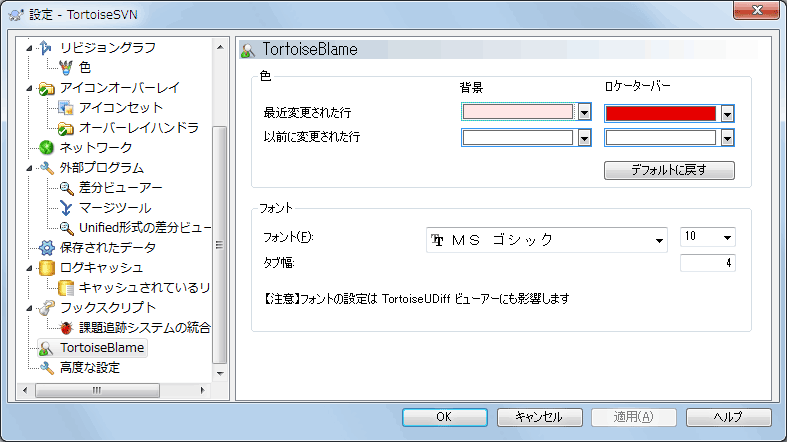 設定 - TortoiseSVN
リビジョングラフ
色
アイコンオーバーレイ
アイコンセット
オーバーレイハンドラ
ネットワーク
外部プログラム
差分ビューアー
マージツール
Unified形式の差分ビュー
保存されたデータ
ログキャッシュ
キャッシュされているリ
フックスクリプト
課題追跡システムの統合
TortoiseBlame
高度な設定
TortoiseBlame
色
背景 ロケーターバー
最近変更された行
以前に変更された行
デフォルトに戻す
フォント
フォント(F): ＭＳ ゴシック 10
タブ幅: 4
【注意】フォントの設定は TortoiseUDiff ビューアーにも影響します
OK キャンセル 適用(A) ヘルプ